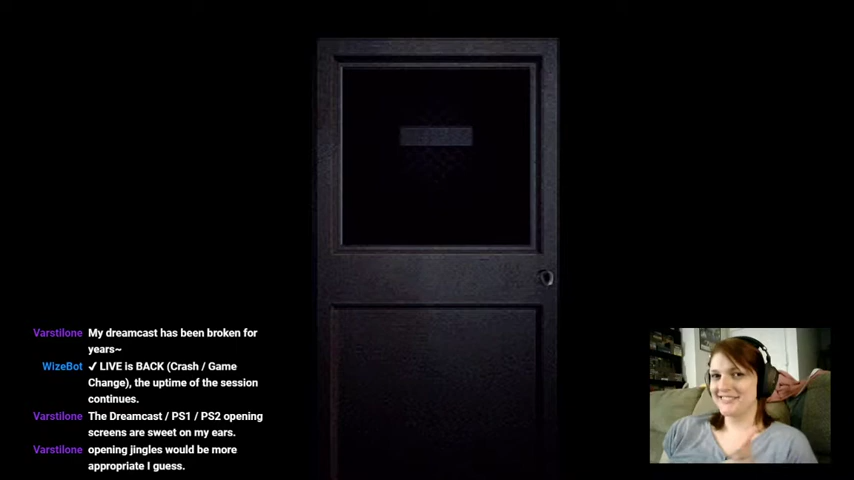 Varstilone My dreamcast has been broken for
years~
WizeBot ✓ LIVE is BACK (Crash / Game
Change), the uptime of the session
continues.
Varstilone The Dreamcast / PS1 / PS2 opening
screens are sweet on my ears.
Varstilone opening jingles would be more
appropriate I guess.